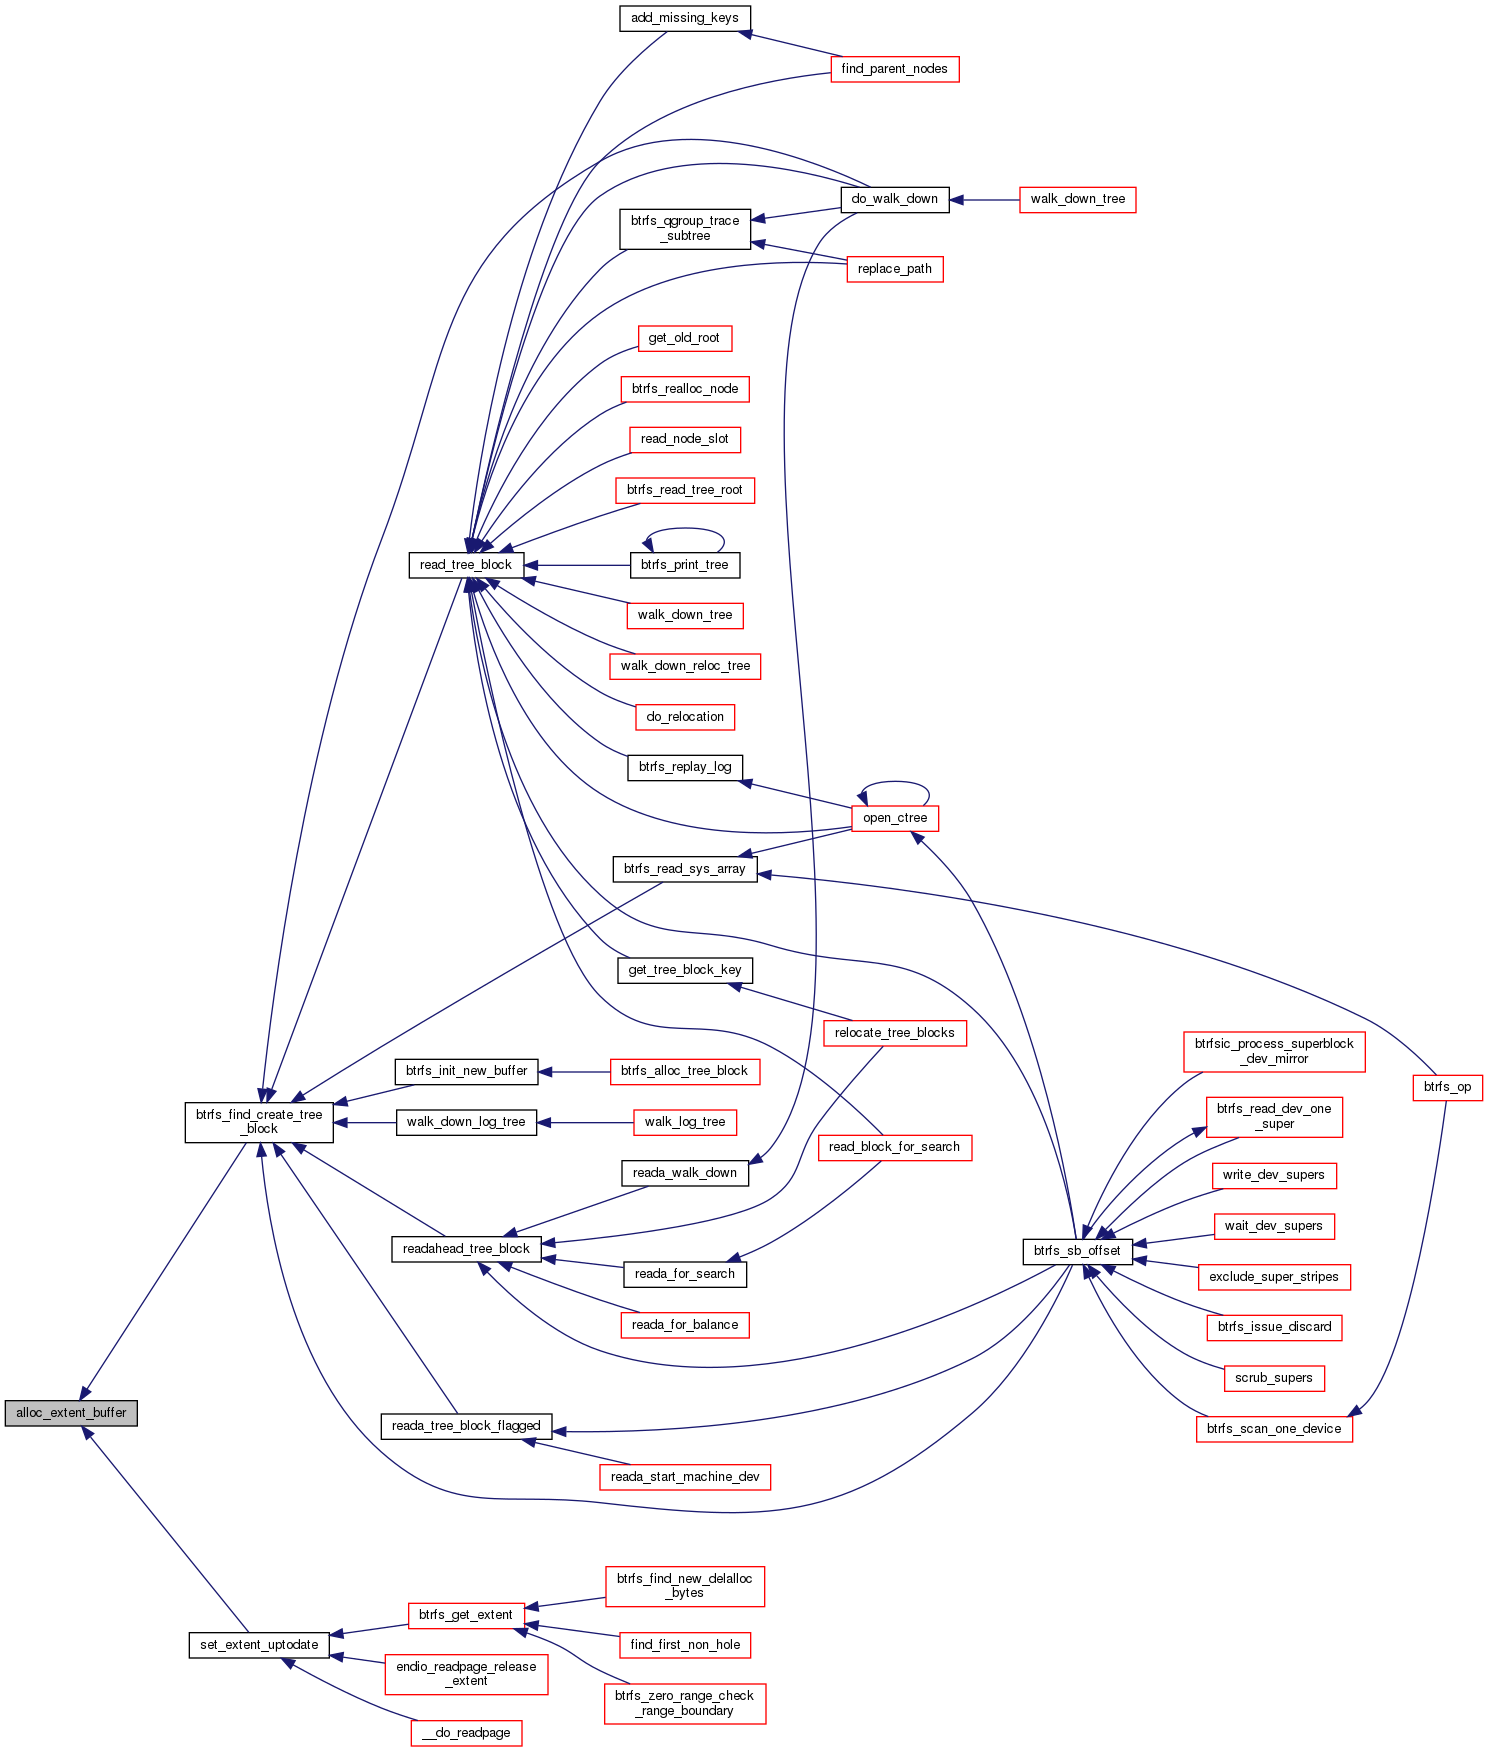 add_missing_keys
find_parent_nodes
do_walk_down
walk_down_tree
btrfs_qgroup_trace
_subtree
replace_path
get_old_root
btrfs_realloc_node
read_node_slot
btrfs_read_tree_root
read_tree_block
btrfs_print_tree
walk_down_tree
walk_down_reloc_tree
do_relocation
btrfs_replay_log
open_ctree
btrfs_read_sys_array
get_tree_block_key
relocate_tree_blocks
btrfsic_process_superblock
_dev_mirror
btrfs_init_new_buffer
btrfs_alloc_tree_block
btrfs_op
btrfs_find_create_tree
_block
walk_down_log_tree
walk_log_tree
btrfs_read_dev_one
_super
read_block_for_search
reada_walk_down
write_dev_supers
wait_dev_supers
readahead_tree_block
btrfs_sb_offset
reada_for_search
exclude_super_stripes
reada_for_balance
btrfs_issue_discard
scrub_supers
alloc_extent_buffer
reada_tree_block_flagged
btrfs_scan_one_device
reada_start_machine_dev
btrfs_find_new_delalloc
_bytes
btrfs_get_extent
set_extent_uptodate
find_first_non_hole
endio_readpage_release
_extent
btrfs_zero_range_check
_range_boundary
__do_readpage